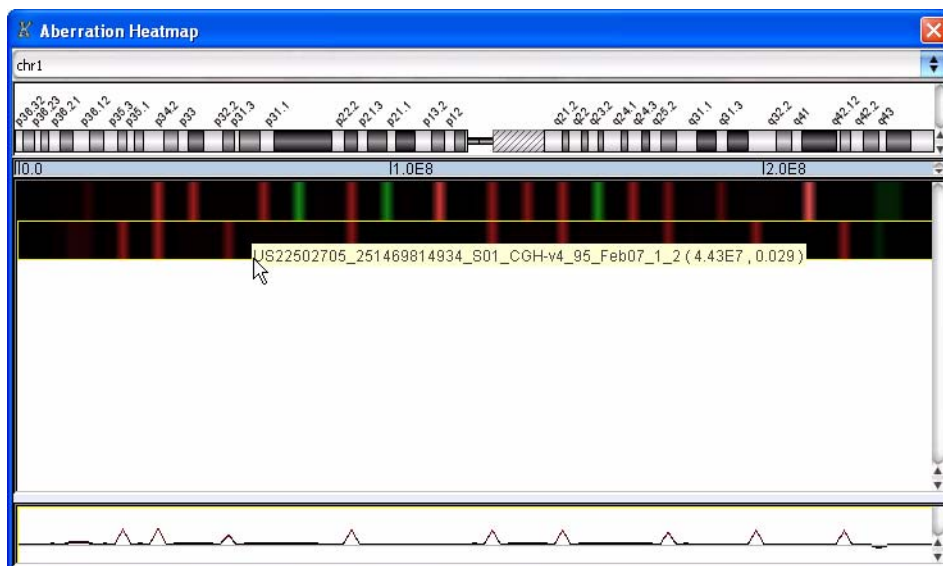 Aberration Heatmap
chr1
p36.32 p36.23 p36.21 p36.12 p35.3 p35.1 p34.2 p33 p32.2 p31.3 p31.1 p22.2 p21.3 p21.1 p13.2 p12 q21.2 q22 q23.2 q24.1 q24.3 q25.2 q31.1 q31.3 q32.2 q41 q42.12 q42.2 q43
0.0 1.0E8 2.0E8
US22502705_251469814934_S01_CGH-v4_95_Feb07_1_2 ( 4.43E7 , 0.029 )